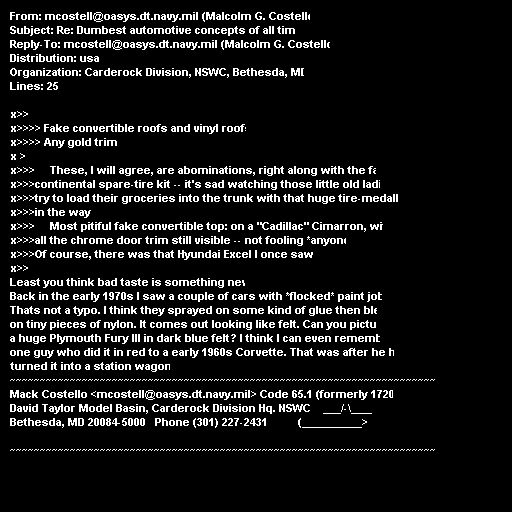 From: mcostell@oasys.dt.navy.mil (Malcolm G. Costello
Subject: Re: Dumbest automotive concepts of all tim
Reply-To: mcostell@oasys.dt.navy.mil (Malcolm G. Costello
Distribution: usa
Organization: Carderock Division, NSWC, Bethesda, MD
Lines: 25

x>>
x>>>> Fake convertible roofs and vinyl roofs
x>>>> Any gold trim
x >
x>>>     These, I will agree, are abominations, right along with the fa
x>>>continental spare-tire kit -- it's sad watching those little old ladi
x>>>try to load their groceries into the trunk with that huge tire-medall
x>>>in the way
x>>>     Most pitiful fake convertible top: on a "Cadillac" Cimarron, wi
x>>>all the chrome door trim still visible -- not fooling *anyone
x>>>Of course, there was that Hyundai Excel I once saw
x>>
Least you think bad taste is something new
Back in the early 1970s I saw a couple of cars with *flocked* paint job
Thats not a typo. I think they sprayed on some kind of glue then ble
on tiny pieces of nylon. It comes out looking like felt. Can you pictu
a huge Plymouth Fury III in dark blue felt? I think I can even rememb
one guy who did it in red to a early 1960s Corvette. That was after he h
turned it into a station wagon
~~~~~~~~~~~~~~~~~~~~~~~~~~~~~~~~~~~~~~~~~~~~~~~~~~~~~~~~~~~~~~~~~~~~~~~
Mack Costello <mcostell@oasys.dt.navy.mil> Code 65.1 (formerly 1720
David Taylor Model Basin, Carderock Division Hq. NSWC    ___/-\____
Bethesda, MD 20084-5000   Phone (301) 227-2431          (__________>

~~~~~~~~~~~~~~~~~~~~~~~~~~~~~~~~~~~~~~~~~~~~~~~~~~~~~~~~~~~~~~~~~~~~~~~